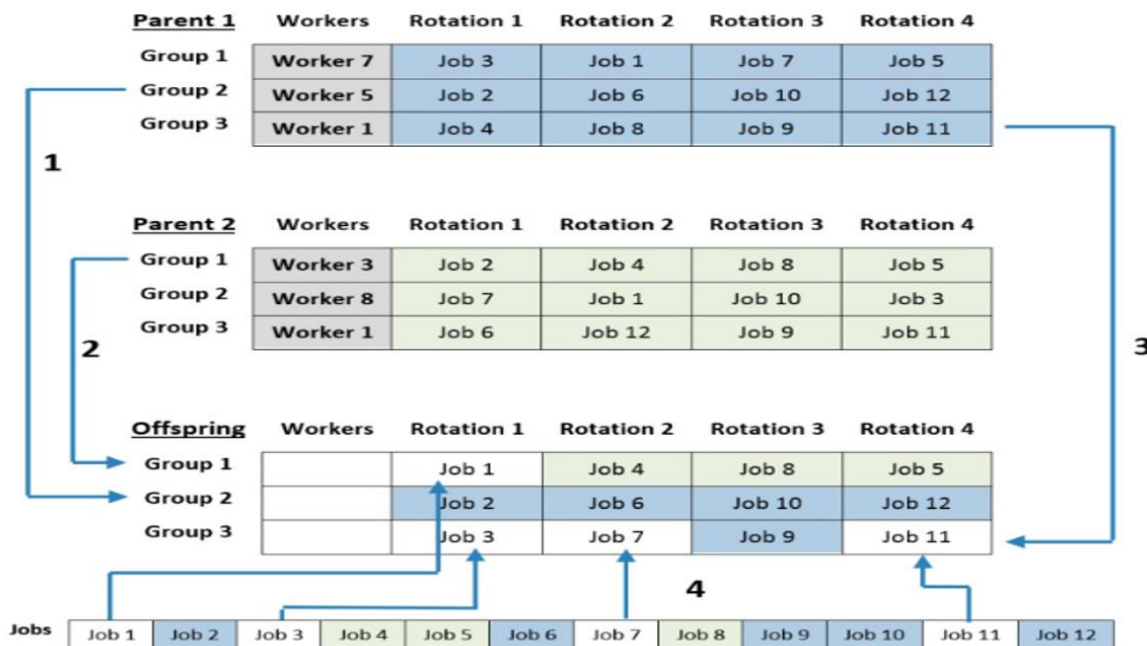 Parent 1 Workers Rotation 1 Rotation 2 Rotation 3 Rotation 4
Group 1 Worker 7 Job 3 Job 1 Job 7 Job 5
Group 2 Worker 5 Job 2 Job 6 Job 10 Job 12
Group 3 Worker 1 Job 4 Job 8 Job 9 Job 11
1
Parent 2 Workers Rotation 1 Rotation 2 Rotation 3 Rotation 4
Group 1 Worker 3 Job 2 Job 4 Job 8 Job 5
Group 2 Worker 8 Job 7 Job 1 Job 10 Job 3
Group 3 Worker 1 Job 6 Job 12 Job 9 Job 11
2 3
Offspring Workers Rotation 1 Rotation 2 Rotation 3 Rotation 4
Group 1 Job 1 Job 4 Job 8 Job 5
Group 2 Job 2 Job 6 Job 10 Job 12
Group 3 Job 3 Job 7 Job 9 Job 11
4
Jobs Job 1 Job 2 Job 3 Job 4 Job 5 Job 6 Job 7 Job 8 Job 9 Job 10 Job 11 Job 12